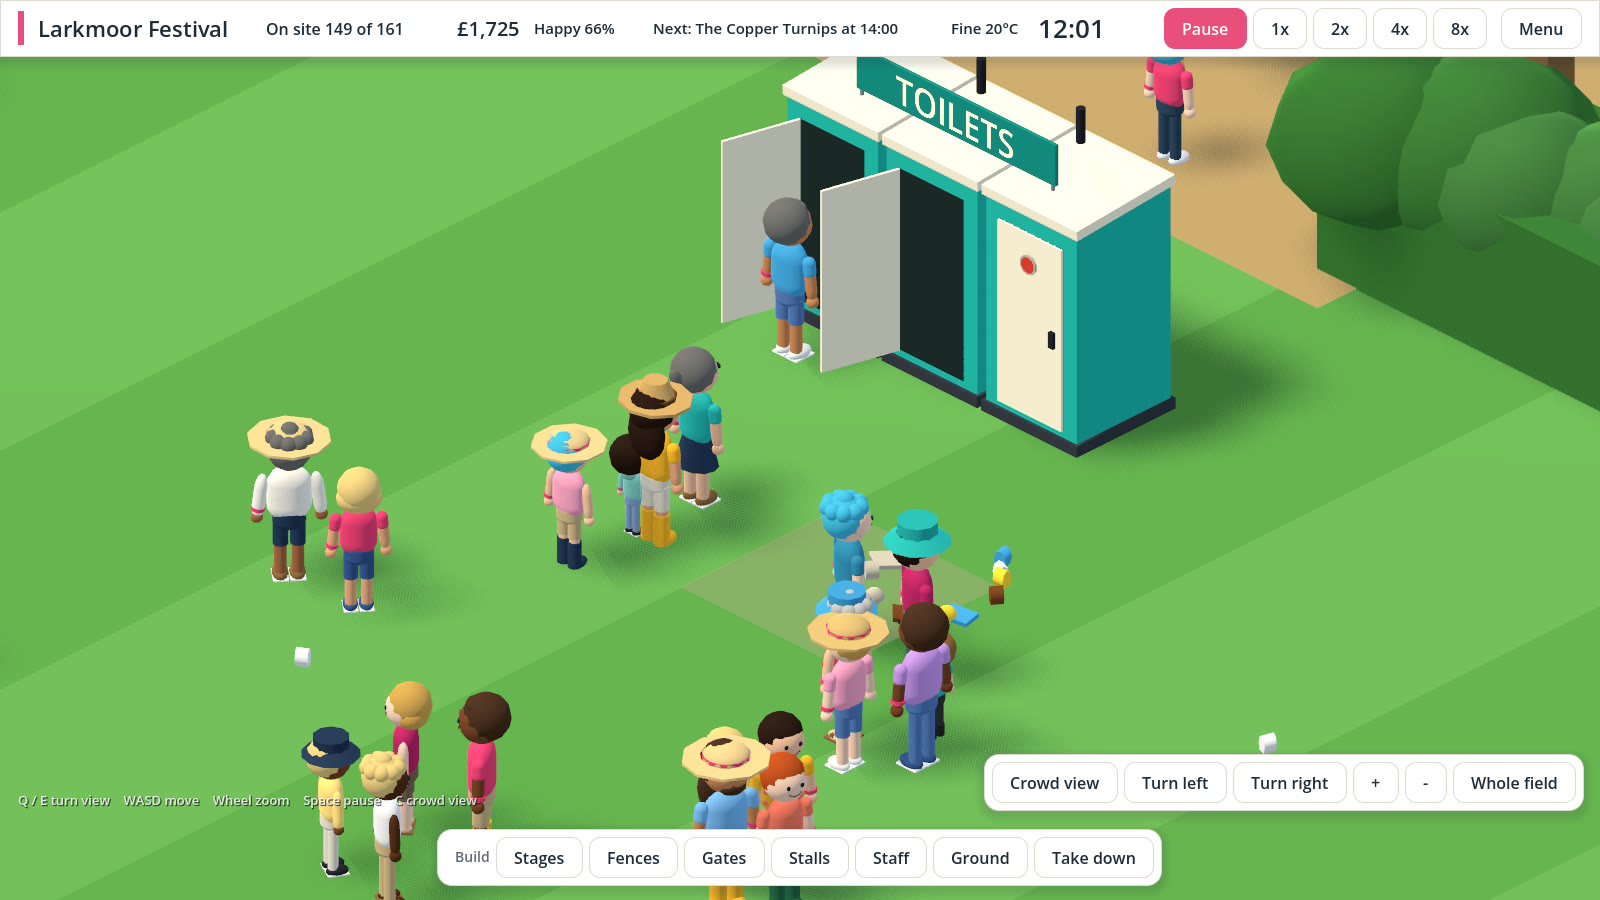 Larkmoor Festival
On site 149 of 161
£1,725
Happy 66%
Next: The Copper Turnips at 14:00
Fine 20°C
12:01
Pause
1x
2x
4x
8x
Menu
TOILETS
Crowd view
Turn left
Turn right
+
-
Whole field
Q / E turn view
WASD move
Wheel zoom
Space pause
C crowd view
Build
Stages
Fences
Gates
Stalls
Staff
Ground
Take down